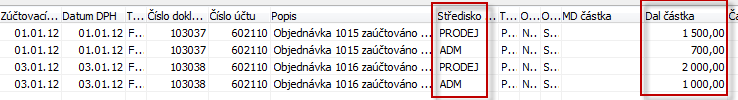 Zúčtovací... Datum DPH T... Číslo dokl... Číslo účtu Popis Středisko T... O... O... MD částka Dal částka Čá
01.01.12 01.01.12 F... 103037 602110 Objednávka 1015 zaúčtováno ... PRODEJ P... N... S... 1 500,00
01.01.12 01.01.12 F... 103037 602110 Objednávka 1015 zaúčtováno ... ADM P... N... S... 700,00
03.01.12 03.01.12 F... 103038 602110 Objednávka 1016 zaúčtováno ... PRODEJ P... N... S... 2 000,00
03.01.12 03.01.12 F... 103038 602110 Objednávka 1016 zaúčtováno ... ADM P... N... S... 1 000,00